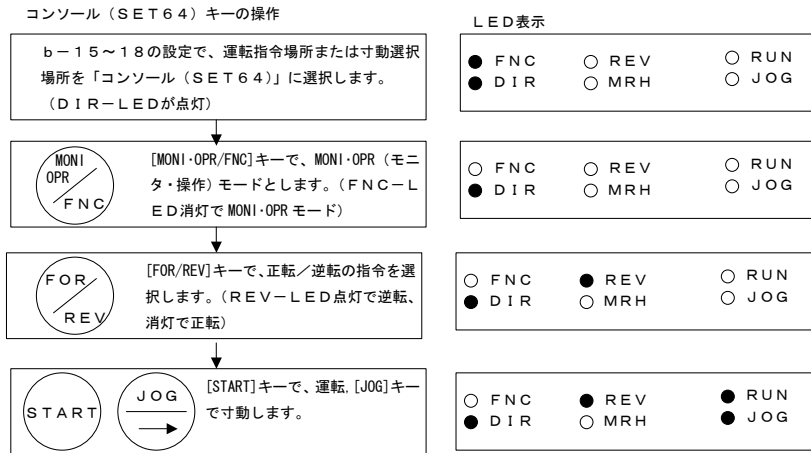 コンソール（ＳＥＴ６４）キーの操作
ＬＥＤ表示
ｂ－１５～１８の設定で、運転指令場所または寸動選択
場所を「コンソール（ＳＥＴ６４）」に選択します。
（ＤＩＲ－ＬＥＤが点灯）
● ＦＮＣ ○ ＲＥＶ ○ ＲＵＮ
● ＤＩＲ ○ ＭＲＨ ○ ＪＯＧ
MONI
OPR
ＦＮＣ
[MONI･OPR/FNC]キーで、MONI･OPR（モニ
タ・操作）モードとします。（ＦＮＣ－Ｌ
ＥＤ消灯で MONI･OPR モード）
○ ＦＮＣ ○ ＲＥＶ ○ ＲＵＮ
● ＤＩＲ ○ ＭＲＨ ○ ＪＯＧ
ＦＯＲ
ＲＥＶ
[FOR/REV]キーで、正転／逆転の指令を選
択します。（ＲＥＶ－ＬＥＤ点灯で逆転、
消灯で正転）
○ ＦＮＣ ● ＲＥＶ ○ ＲＵＮ
● ＤＩＲ ○ ＭＲＨ ○ ＪＯＧ
ＳＴＡＲＴ
ＪＯＧ
→
[START]キーで、運転，[JOG]キー
で寸動します。
○ ＦＮＣ ● ＲＥＶ ● ＲＵＮ
● ＤＩＲ ○ ＭＲＨ ● ＪＯＧ